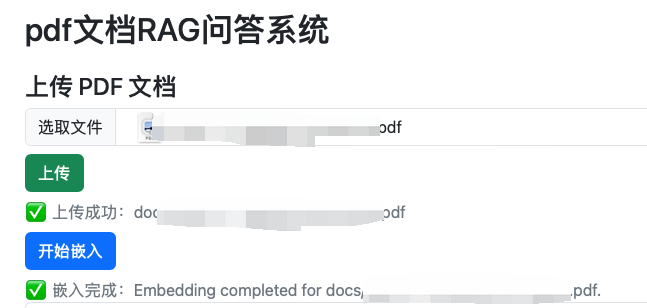 pdf文档RAG问答系统
上传 PDF 文档
选取文件 pdf
上传
上传成功： doc pdf
开始嵌入
嵌入完成： Embedding completed for docs/ .pdf.